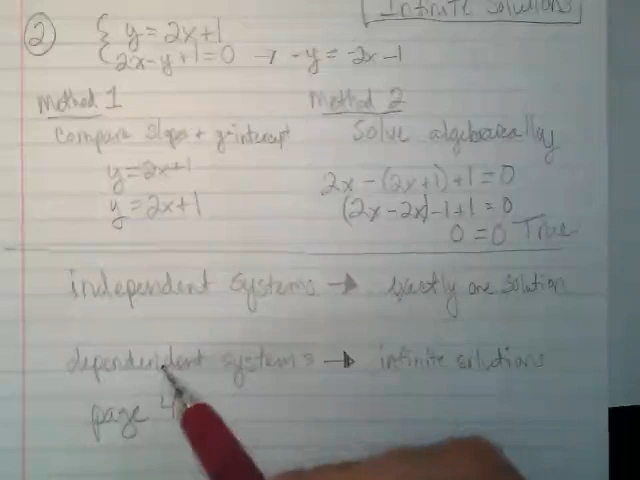 Infinite Solutions
② { y = 2x + 1
{ 2x - y + 1 = 0 → -y = -2x - 1
Method 1
Compare slopes + y-intercept
y = 2x + 1
y = 2x + 1
Method 2
Solve algebraically
2x - (2x + 1) + 1 = 0
(2x - 2x) - 1 + 1 = 0
0 = 0 True
independent systems → exactly one solution
dependent systems → infinite solutions
page 4